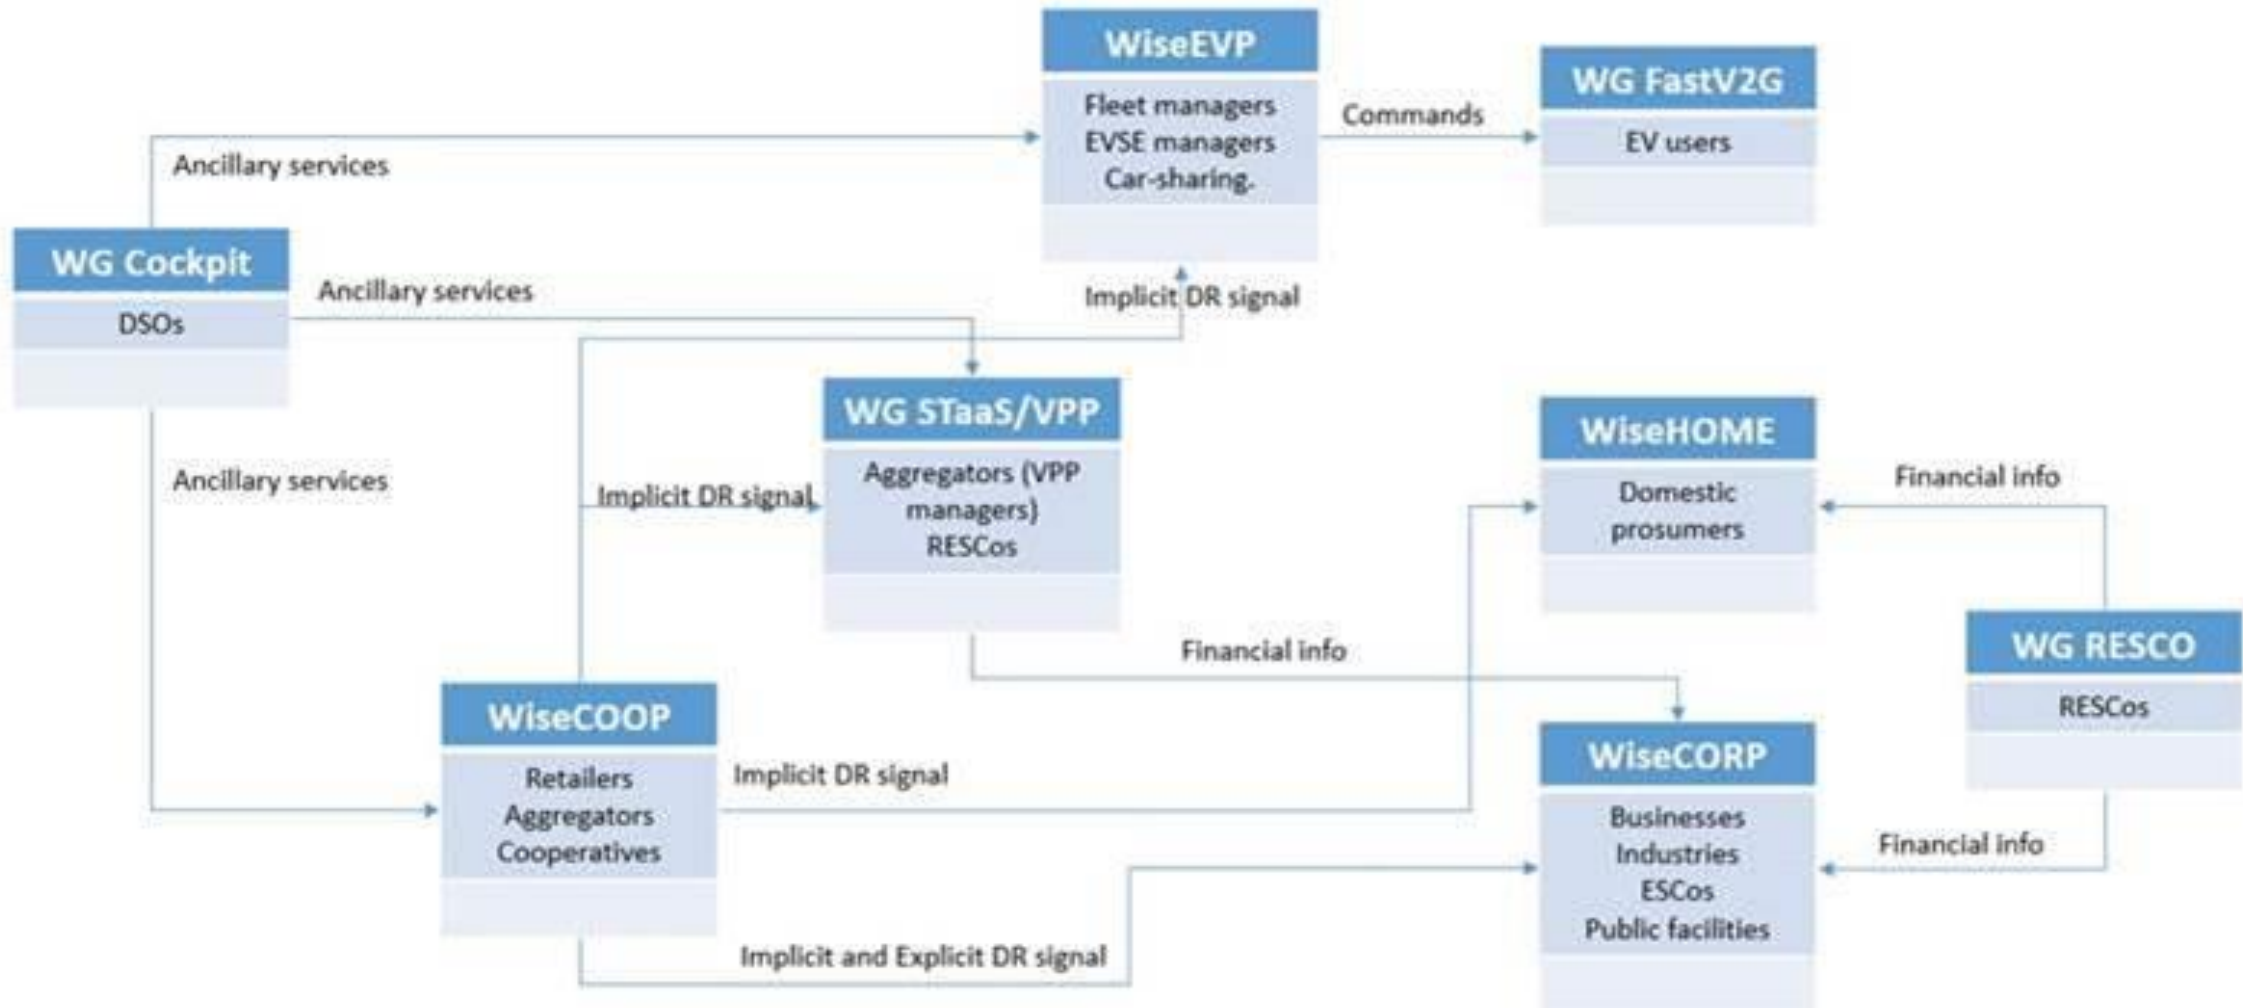 WiseEVP
Fleet managers
EVSE managers
Car-sharing.
Commands
WG FastV2G
EV users
Ancillary services
WG Cockpit
DSOs
Ancillary services
Implicit DR signal
Ancillary services
WG STaaS/VPP
Aggregators (VPP
managers)
RESCos
Implicit DR signal
WiseHOME
Domestic
prosumers
Financial info
Financial info
WG RESCO
RESCos
WiseCOOP
Retailers
Aggregators
Cooperatives
Implicit DR signal
WiseCORP
Businesses
Industries
ESCos
Public facilities
Financial info
Implicit and Explicit DR signal